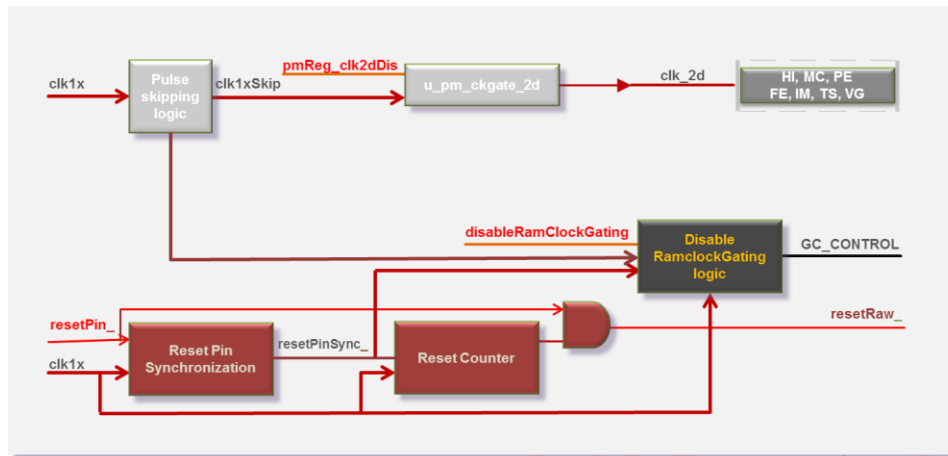 pmReg_clk2dDis
clk1x
Pulse
skipping
logic
clk1xSkip
u_pm_ckgate_2d
clk_2d
HI, MC, PE
FE, IM, TS, VG
disableRamClockGating
Disable
RamclockGating
logic
GC_CONTROL
resetPin_
resetRaw_
Reset Pin
Synchronization
resetPinSync_
Reset Counter
clk1x